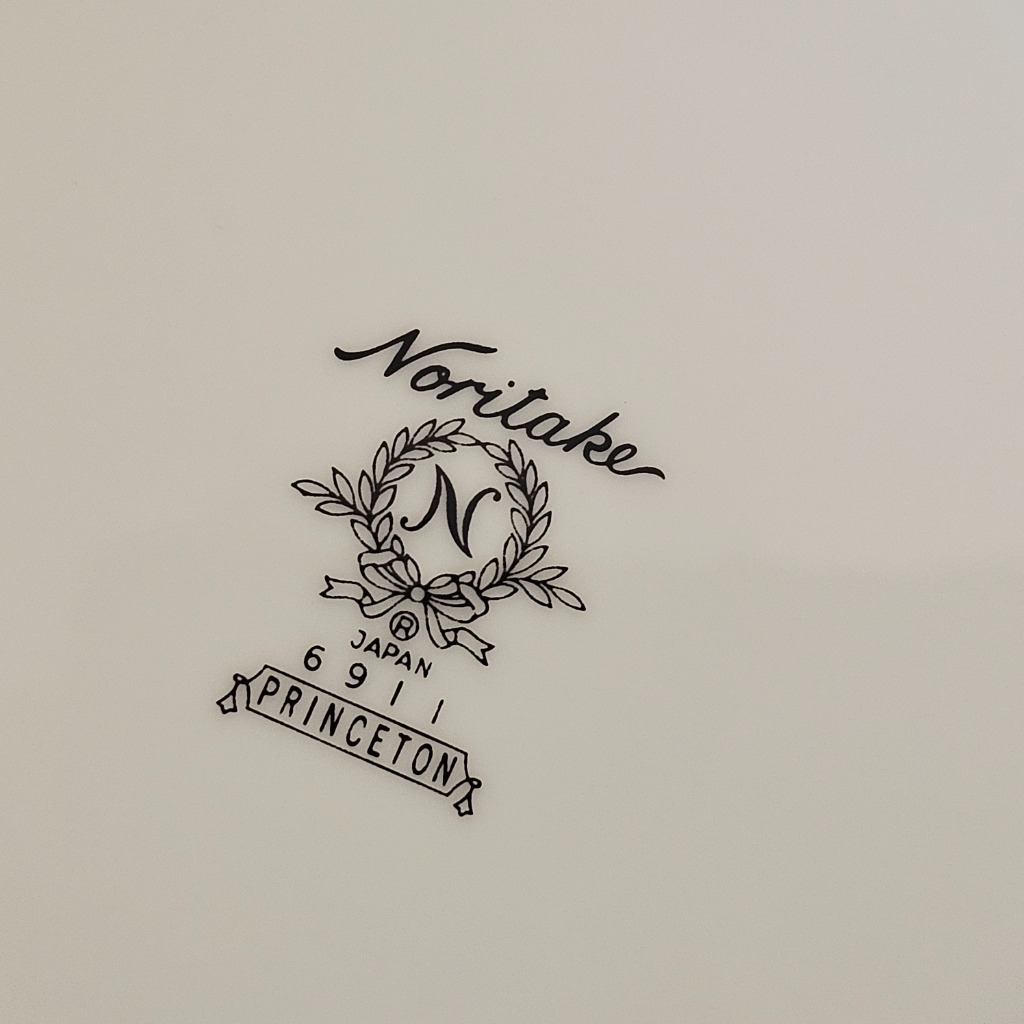 Noritake
N
®
JAPAN
6911
PRINCETON